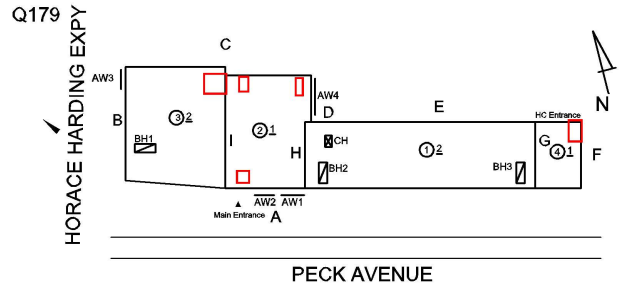 Q179
HORACE HARDING EXPY
C
AW3
AW4
B
D
E
HC Entrance
N
③ 2
② 1
BH1
I
H
CH
① 2
G
④ 1
F
BH2
BH3
AW2 AW1
Main Entrance
A
PECK AVENUE